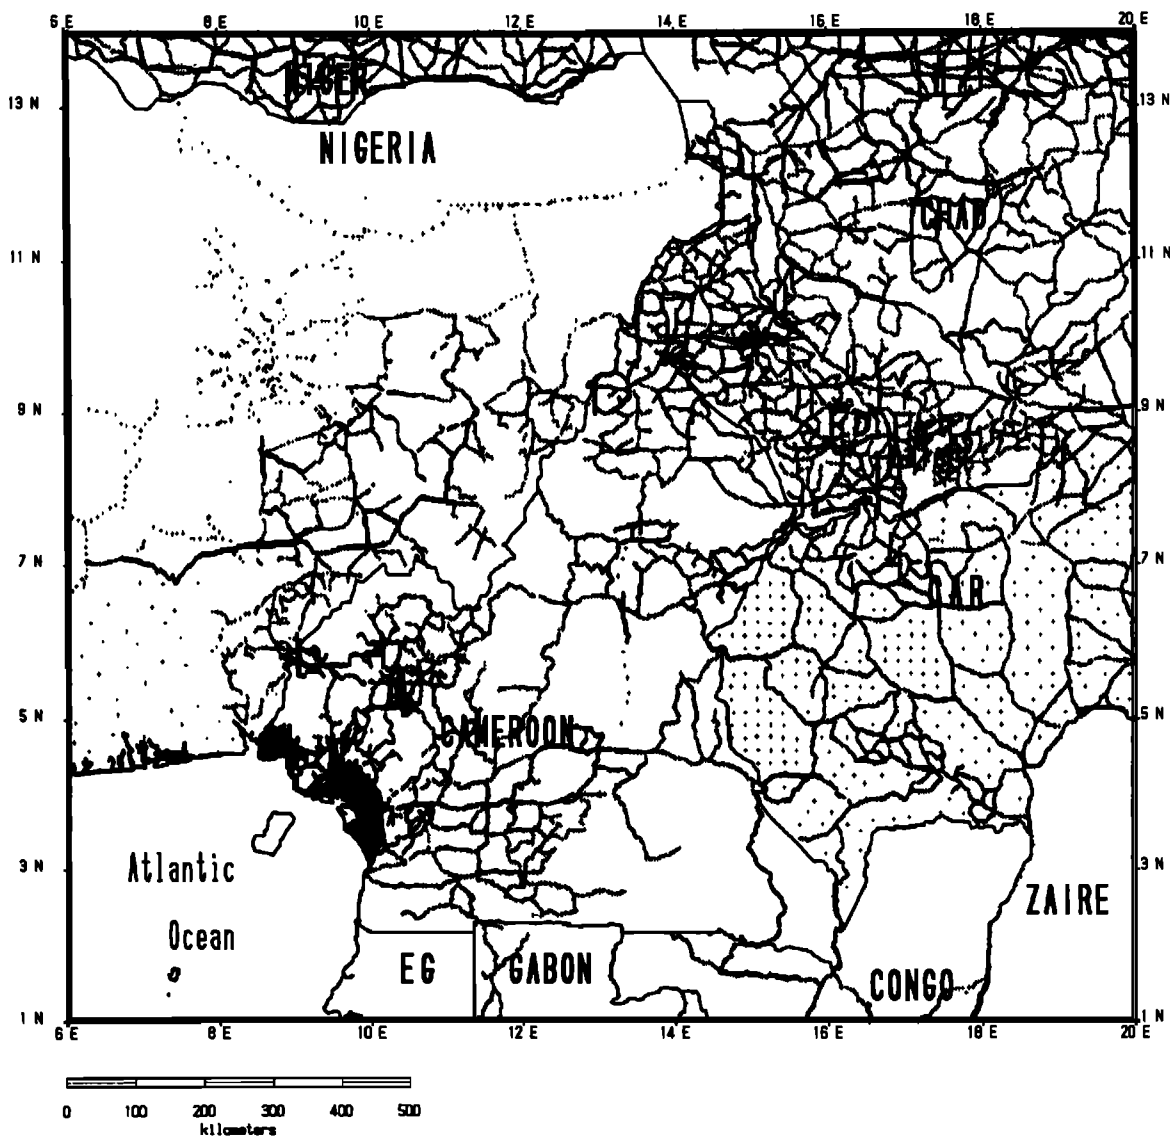 6 E 8 E 10 E 12 E 14 E 16 E 18 E 20 E
NIGER
13 N 13 N
NIGERIA
CHAD
11 N 11 N
9 N 9 N
7 N 7 N
CAR
5 N 5 N
CAMEROON
3 N 3 N
Atlantic
ZAIRE
Ocean
EG GABON CONGO
1 N 1 N
6 E 8 E 10 E 12 E 14 E 16 E 18 E 20 E
0 100 200 300 400 500
kilometers